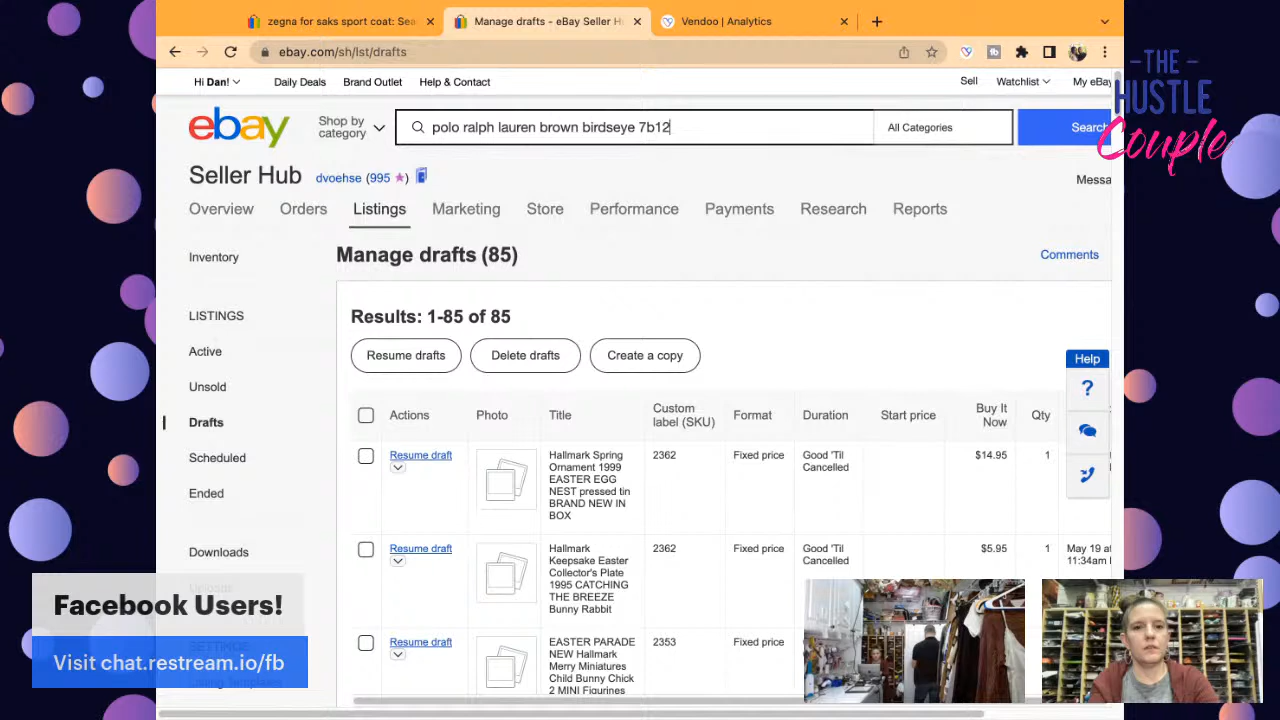 zegna for saks sport coat: Sea
Manage drafts - eBay Seller H
Vendoo | Analytics
ebay.com/sh/lst/drafts
Hi Dan!
Daily Deals
Brand Outlet
Help & Contact
Sell
Watchlist
My eBay
ebay
Shop by
category
polo ralph lauren brown birdseye 7b12
All Categories
Search
-THE-
HUSTLE
Couple
Seller Hub
dvoehse (995 ★)
Messa
Overview
Orders
Listings
Marketing
Store
Performance
Payments
Research
Reports
Inventory
LISTINGS
Active
Unsold
Drafts
Scheduled
Ended
Downloads
Manage drafts (85)
Comments
Results: 1-85 of 85
Resume drafts
Delete drafts
Create a copy
Help
?
Actions
Photo
Title
Custom
label (SKU)
Format
Duration
Start price
Buy It
Now
Qty
Resume draft
Hallmark Spring
Ornament 1999
EASTER EGG
NEST pressed tin
BRAND NEW IN
BOX
2362
Fixed price
Good 'Til
Cancelled
$14.95
1
Resume draft
Hallmark
Keepsake Easter
Collector's Plate
1995 CATCHING
THE BREEZE
Bunny Rabbit
2362
Fixed price
Good 'Til
Cancelled
$5.95
1
May 19 at
11:34am
Resume draft
EASTER PARADE
NEW Hallmark
Merry Miniatures
Child Bunny Chick
2 MINI Figurines
2353
Fixed price
Good 'Til
Cancelled
Facebook Users!
Visit chat.restream.io/fb